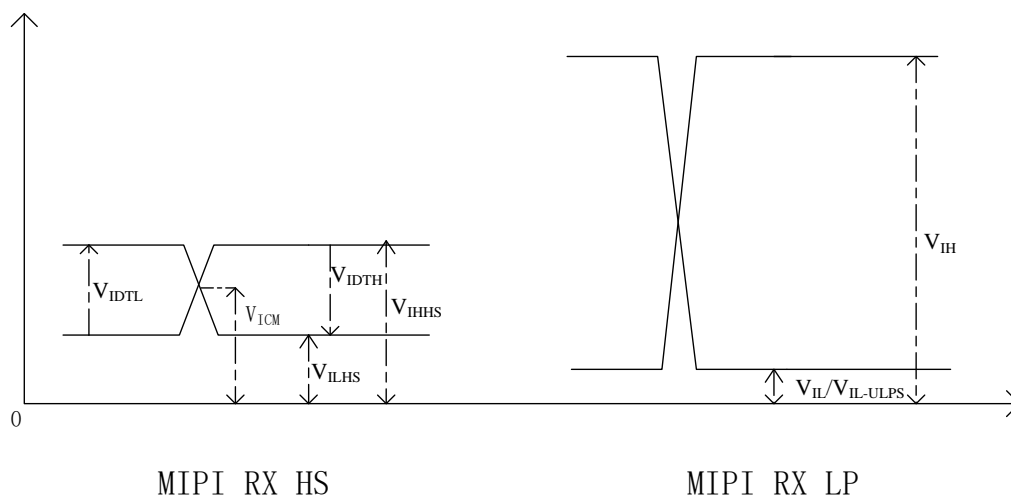 V_IDTL
V_ICM
V_IDTH
V_IHHS
V_ILHS
V_IH
V_IL/V_IL-ULPS
0
MIPI RX HS
MIPI RX LP